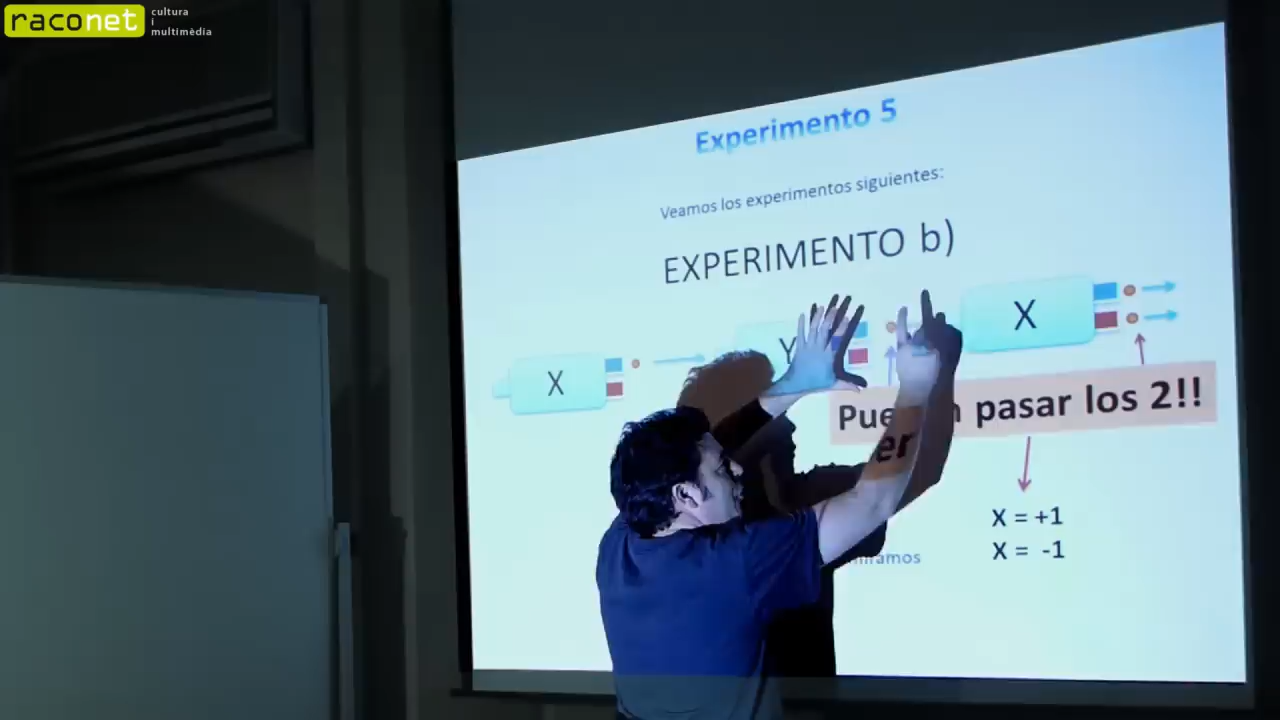 raconet
cultura
i
multimèdia
Experimento 5
Veamos los experimentos siguientes:
EXPERIMENTO b)
X
Y
X
pasar los 2!!
X = +1
X = -1